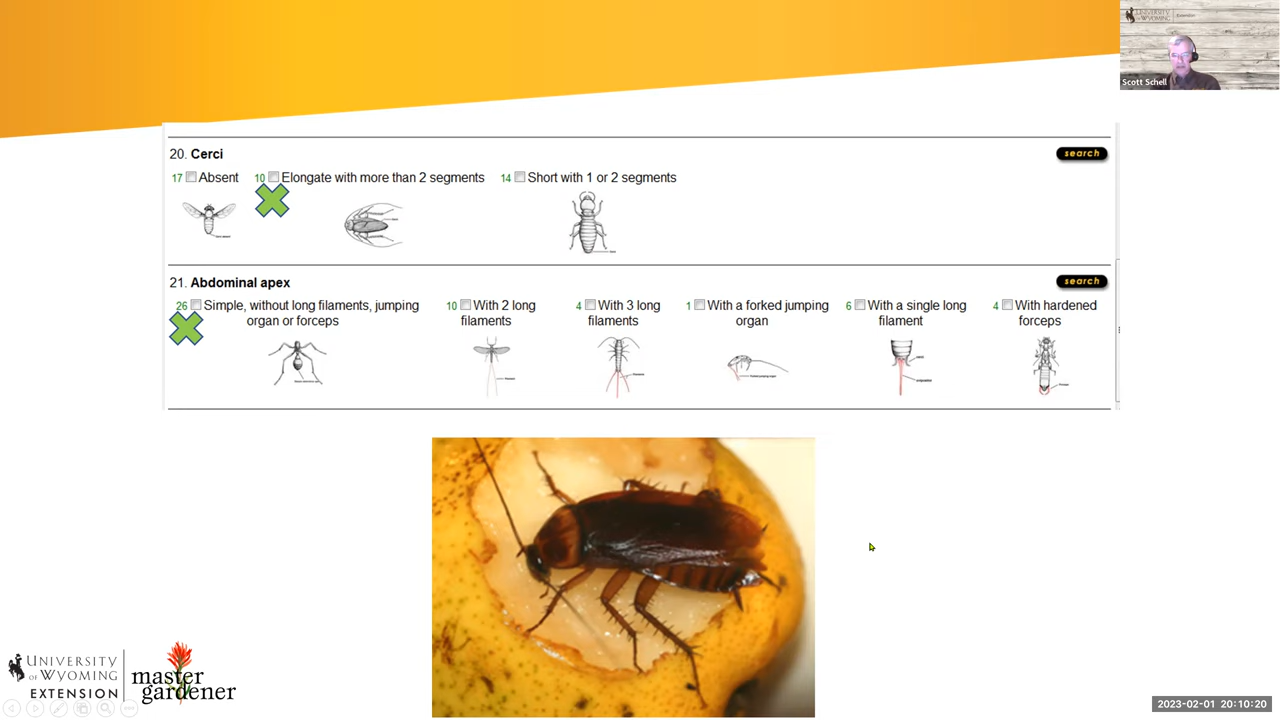 UNIVERSITY
OF WYOMING
Extension
Scott Schell
20. Cerci
search
17 Absent
10 Elongate with more than 2 segments
14 Short with 1 or 2 segments
21. Abdominal apex
search
26 Simple, without long filaments, jumping
organ or forceps
10 With 2 long
filaments
4 With 3 long
filaments
1 With a forked jumping
organ
6 With a single long
filament
4 With hardened
forceps
UNIVERSITY
OF WYOMING
EXTENSION
master
gardener
2023-02-01 20:10:20